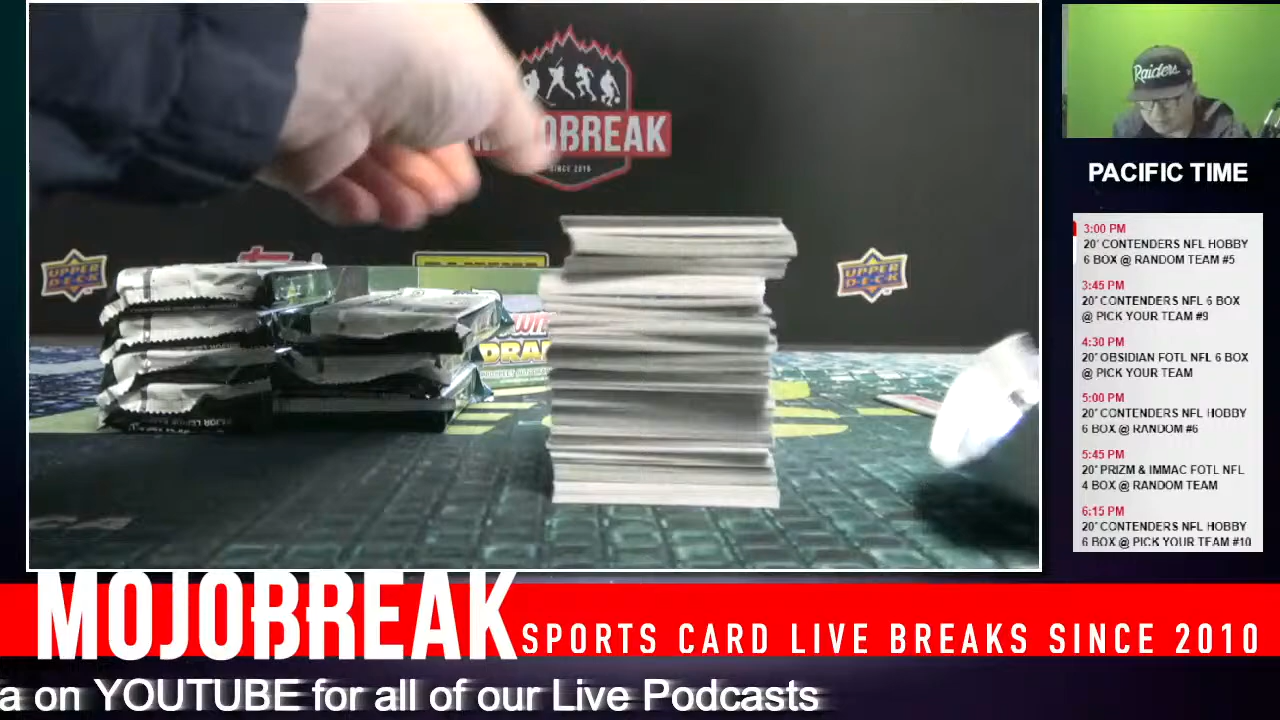 Raiders
OBREAK
SINCE 2010
UPPER
DECK
UPPER
DECK
PACIFIC TIME
3:00 PM
20' CONTENDERS NFL HOBBY
6 BOX @ RANDOM TEAM #5
3:45 PM
20' CONTENDERS NFL 6 BOX
@ PICK YOUR TEAM #9
4:30 PM
20' OBSIDIAN FOTL NFL 6 BOX
@ PICK YOUR TEAM
5:00 PM
20' CONTENDERS NFL HOBBY
6 BOX @ RANDOM #6
5:45 PM
20' PRIZM & IMMAC FOTL NFL
4 BOX @ RANDOM TEAM
6:15 PM
20' CONTENDERS NFL HOBBY
6 BOX @ PICK YOUR TEAM #10
MOJOBREAK
SPORTS CARD LIVE BREAKS SINCE 2010
a on YOUTUBE for all of our Live Podcasts